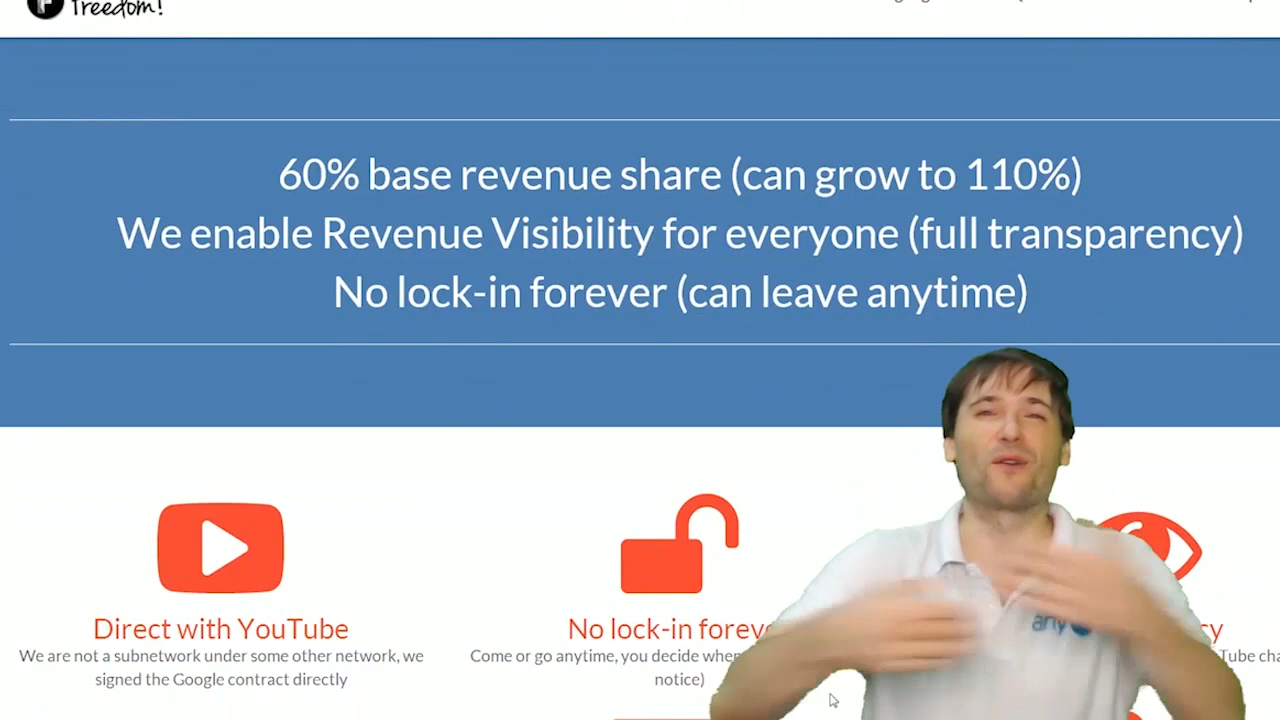 freedom!
60% base revenue share (can grow to 110%)
We enable Revenue Visibility for everyone (full transparency)
No lock-in forever (can leave anytime)
Direct with YouTube
We are not a subnetwork under some other network, we
signed the Google contract directly
No lock-in
Come or go anytime, you decide
notice)
Tube
any